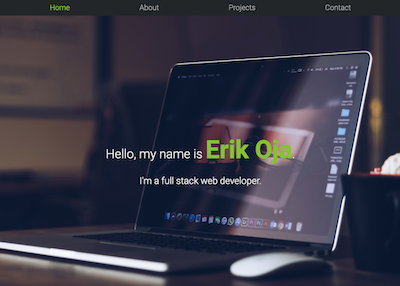 Home About Projects Contact
Hello, my name is Erik Oja.
I'm a full stack web developer.